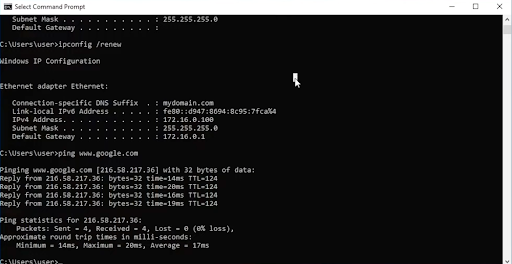 Select Command Prompt
Subnet Mask . . . . . . . . . . . : 255.255.255.0
Default Gateway . . . . . . . . . :
C:\Users\user>ipconfig /renew
Windows IP Configuration
Ethernet adapter Ethernet:
Connection-specific DNS Suffix  . : mydomain.com
Link-local IPv6 Address . . . . . : fe80::d947:8694:8c95:7fca%4
IPv4 Address. . . . . . . . . . . : 172.16.0.100
Subnet Mask . . . . . . . . . . . : 255.255.255.0
Default Gateway . . . . . . . . . : 172.16.0.1
C:\Users\user>ping www.google.com
Pinging www.google.com [216.58.217.36] with 32 bytes of data:
Reply from 216.58.217.36: bytes=32 time=14ms TTL=124
Reply from 216.58.217.36: bytes=32 time=20ms TTL=124
Reply from 216.58.217.36: bytes=32 time=16ms TTL=124
Reply from 216.58.217.36: bytes=32 time=19ms TTL=124
Ping statistics for 216.58.217.36:
Packets: Sent = 4, Received = 4, Lost = 0 (0% loss),
Approximate round trip times in milli-seconds:
Minimum = 14ms, Maximum = 20ms, Average = 17ms
C:\Users\user>_